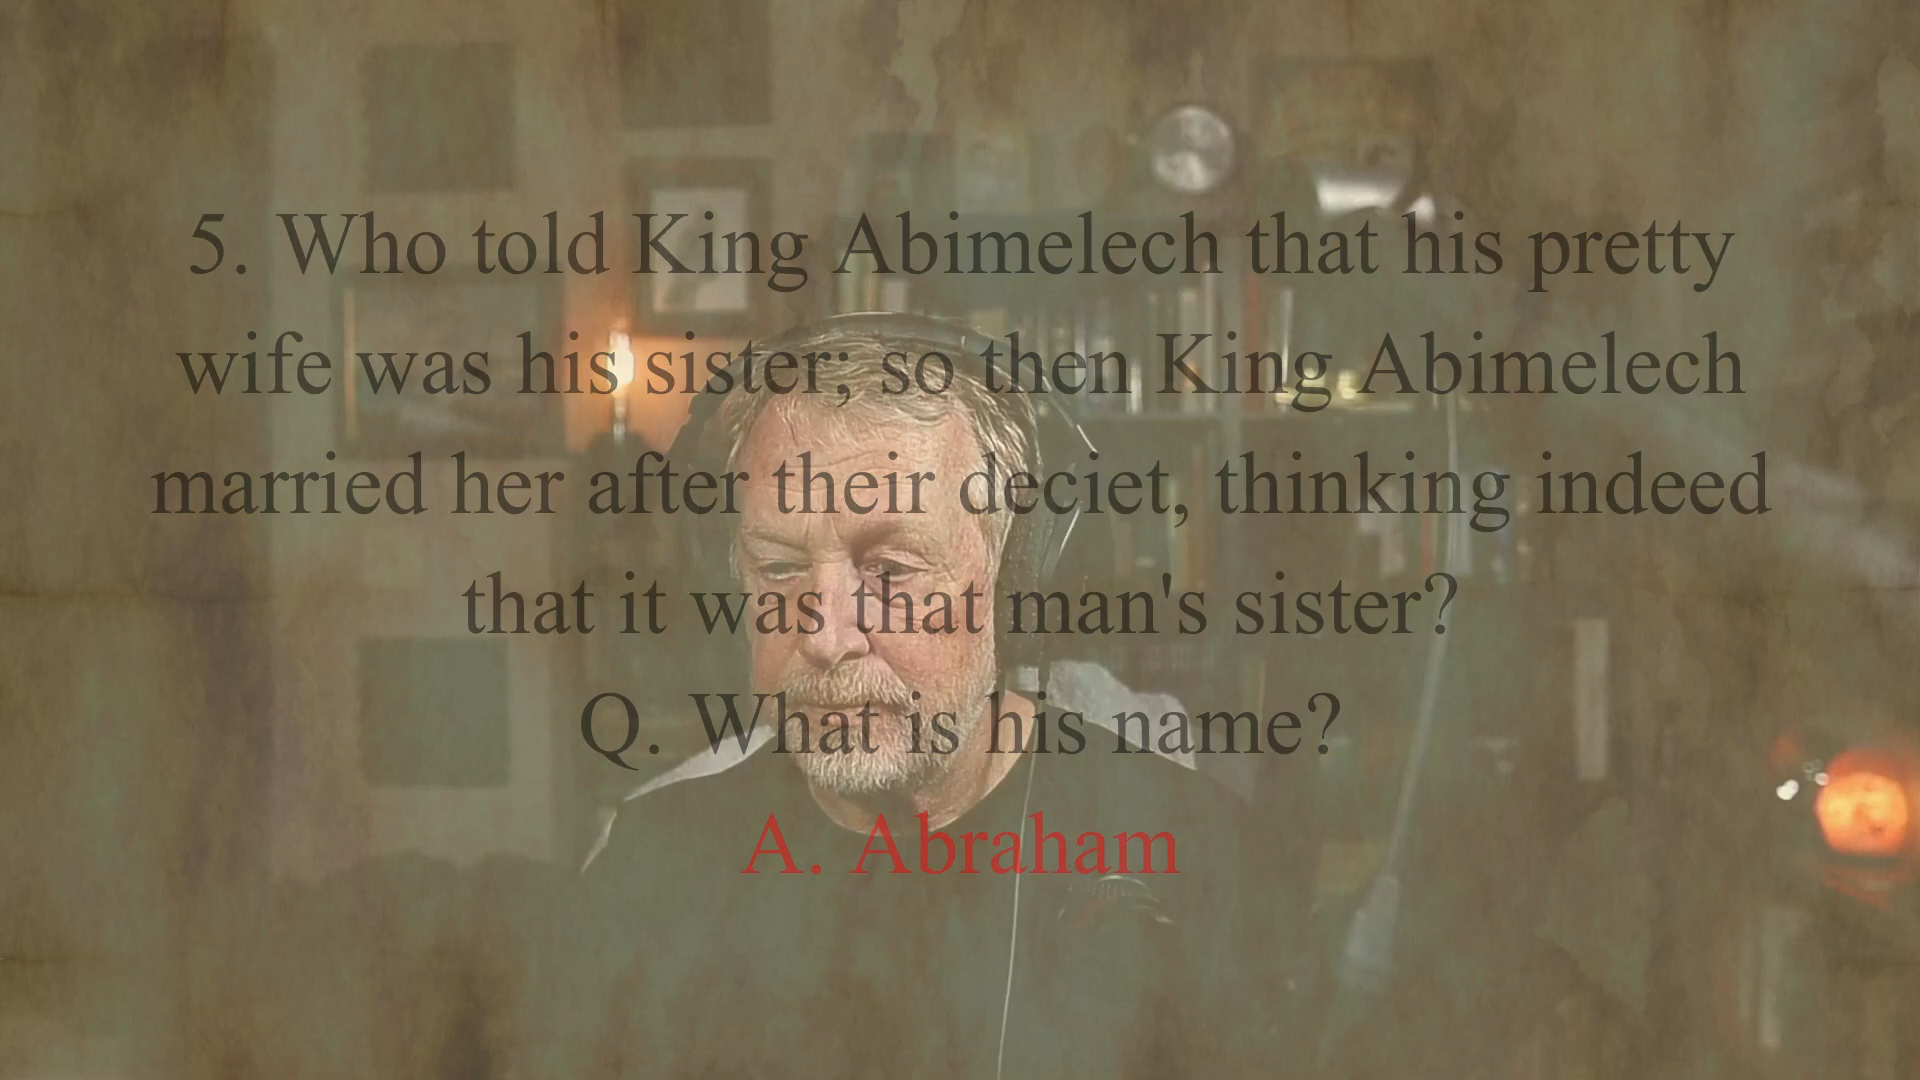 5. Who told King Abimelech that his pretty
wife was his sister; so then King Abimelech
married her after their deciet, thinking indeed
that it was that man's sister?
Q. What is his name?
A. Abraham